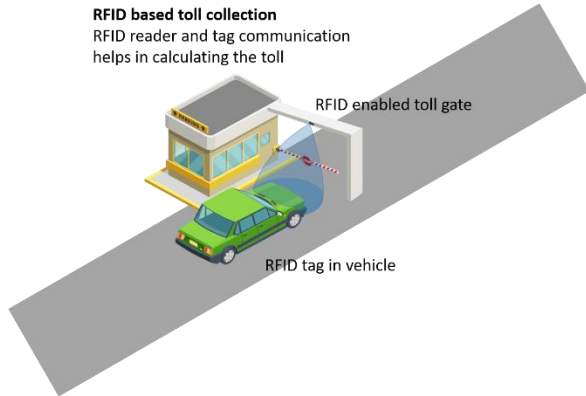 RFID based toll collection
RFID reader and tag communication
helps in calculating the toll
RFID enabled toll gate
PARKING
RFID tag in vehicle